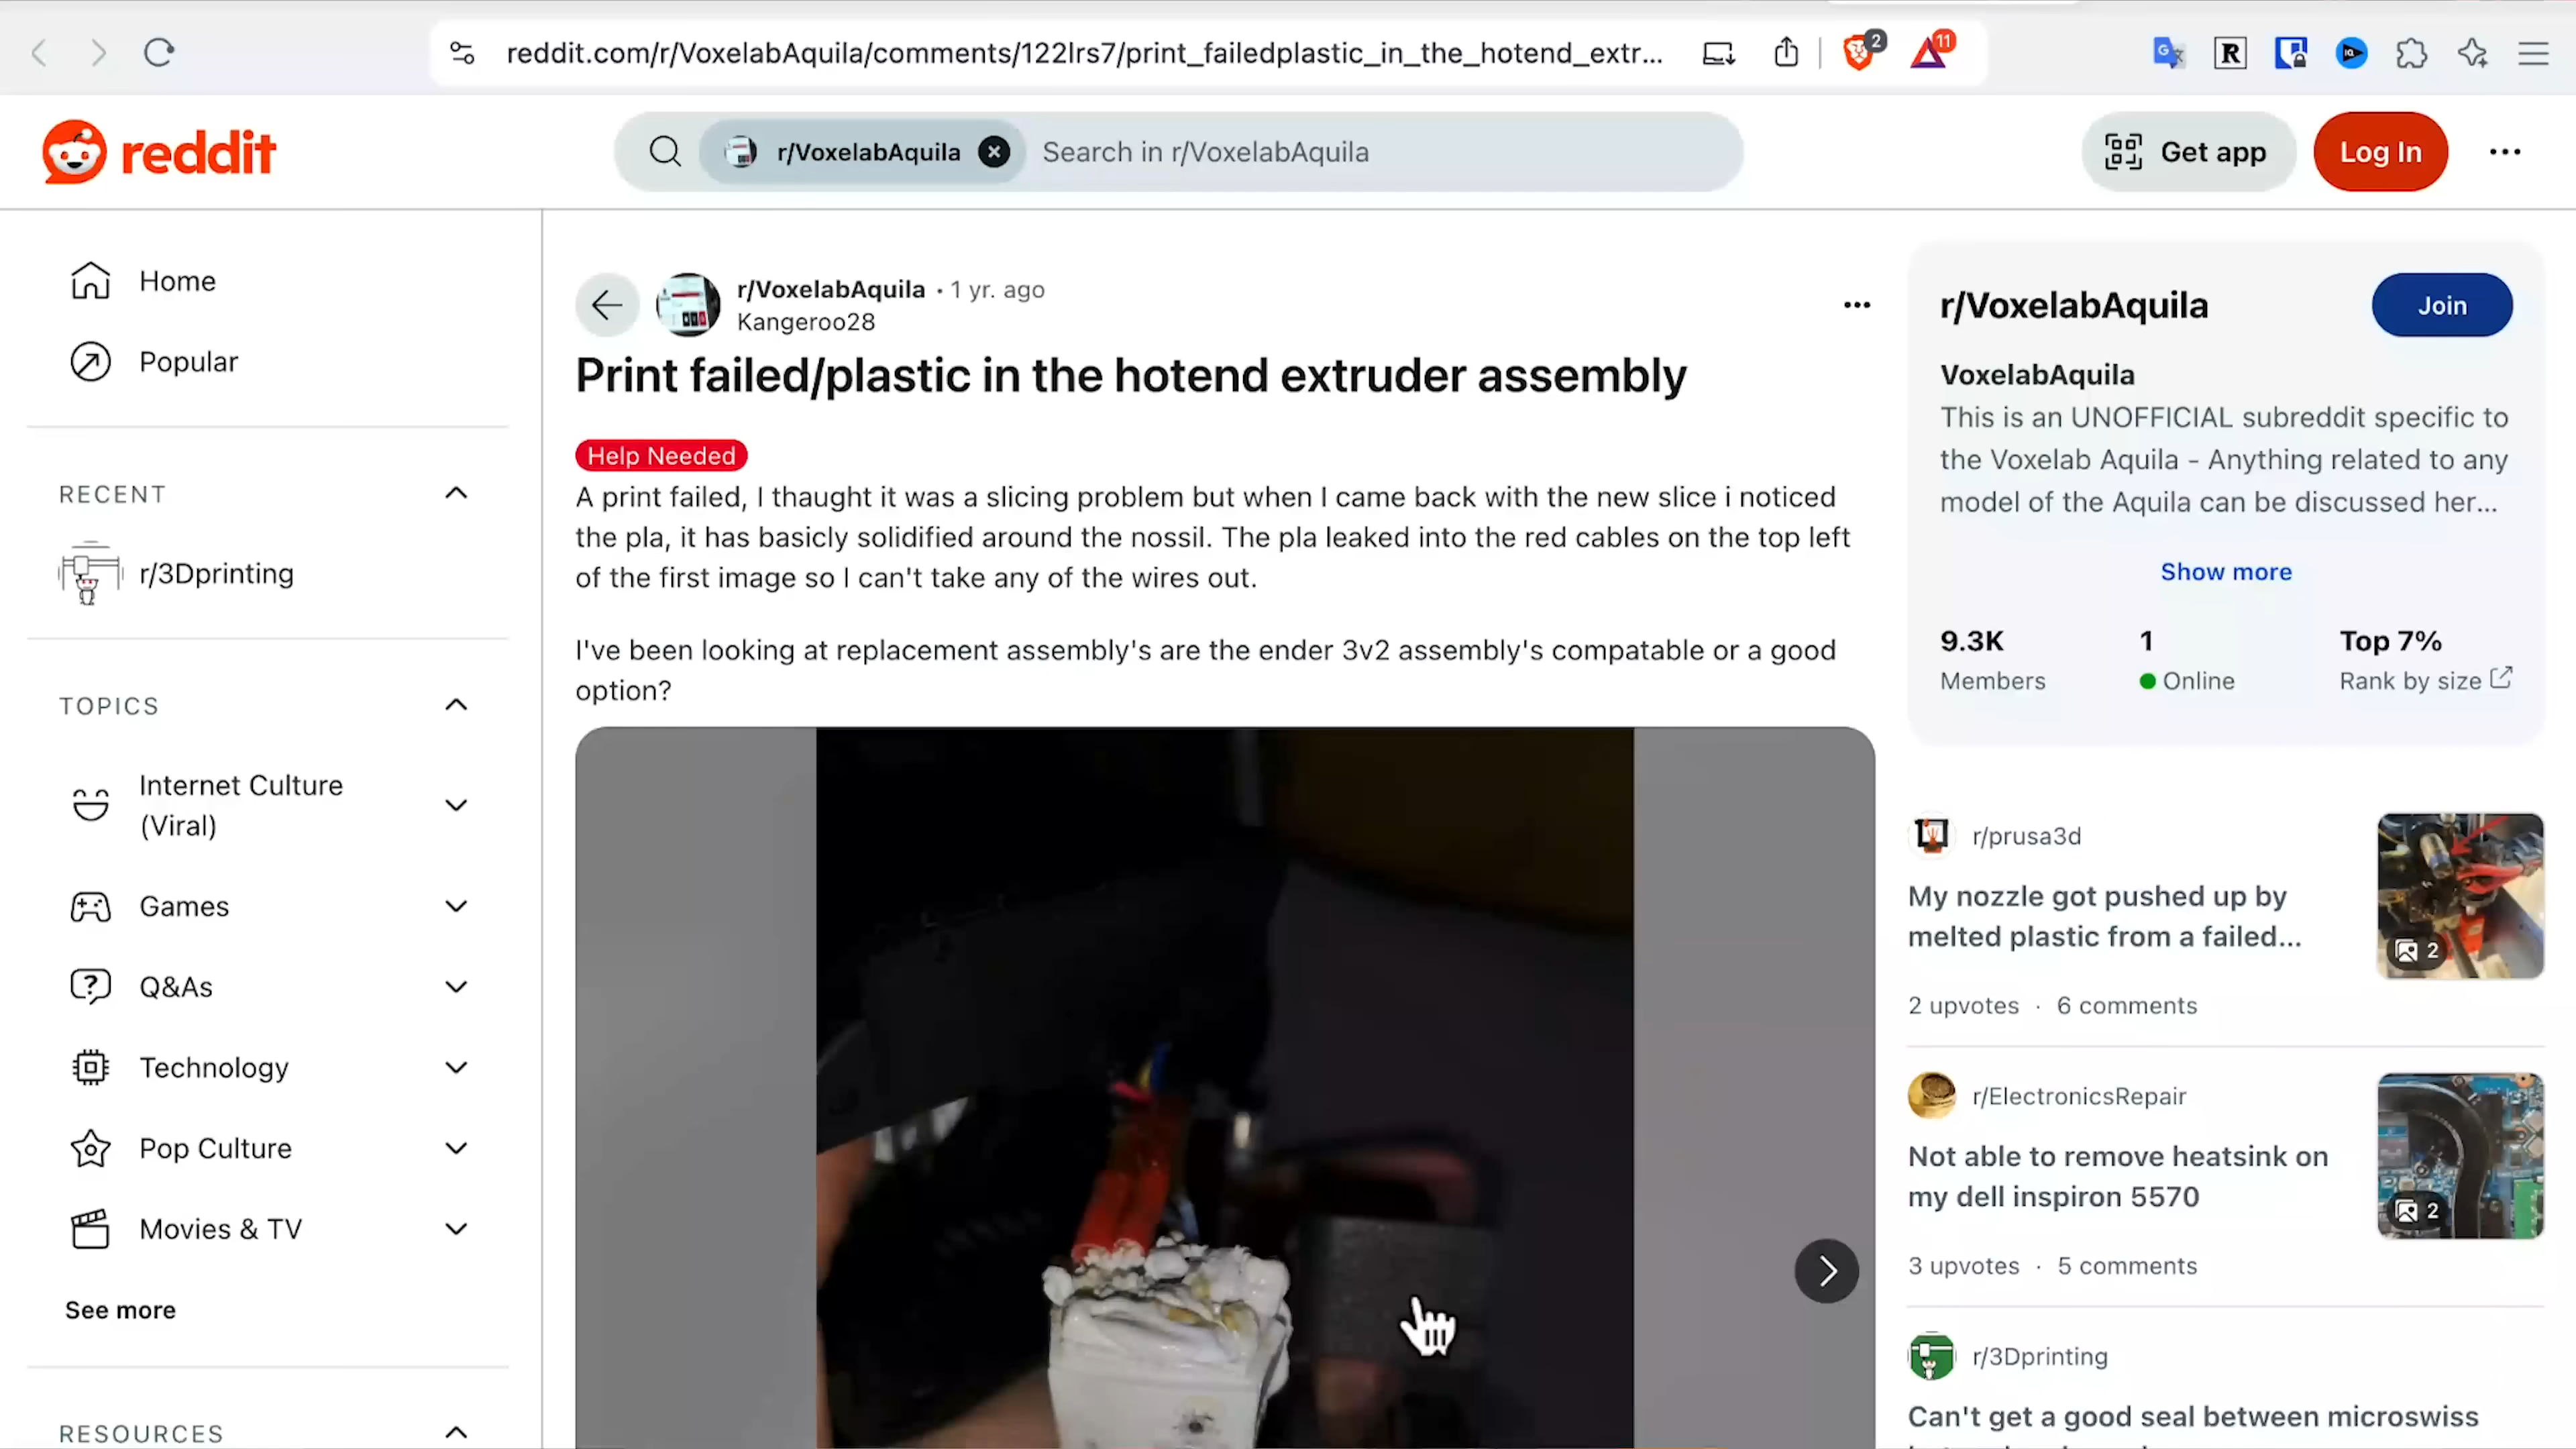 reddit.com/r/VoxelabAquila/comments/122lrs7/print_failedplastic_in_the_hotend_extr...
2
11
G
R
reddit
r/VoxelabAquila
Search in r/VoxelabAquila
Get app
Log In
Home
Popular
RECENT
r/3Dprinting
TOPICS
Internet Culture
(Viral)
Games
Q&As
Technology
Pop Culture
Movies & TV
See more
RESOURCES
r/VoxelabAquila • 1 yr. ago
Kangeroo28
Print failed/plastic in the hotend extruder assembly
Help Needed
A print failed, I thaught it was a slicing problem but when I came back with the new slice i noticed
the pla, it has basicly solidified around the nossil. The pla leaked into the red cables on the top left
of the first image so I can't take any of the wires out.
I've been looking at replacement assembly's are the ender 3v2 assembly's compatable or a good
option?
r/VoxelabAquila
Join
VoxelabAquila
This is an UNOFFICIAL subreddit specific to
the Voxelab Aquila - Anything related to any
model of the Aquila can be discussed her...
Show more
9.3K
Members
1
Online
Top 7%
Rank by size
r/prusa3d
My nozzle got pushed up by
melted plastic from a failed...
2
2 upvotes · 6 comments
r/ElectronicsRepair
Not able to remove heatsink on
my dell inspiron 5570
2
3 upvotes · 5 comments
r/3Dprinting
Can't get a good seal between microswiss